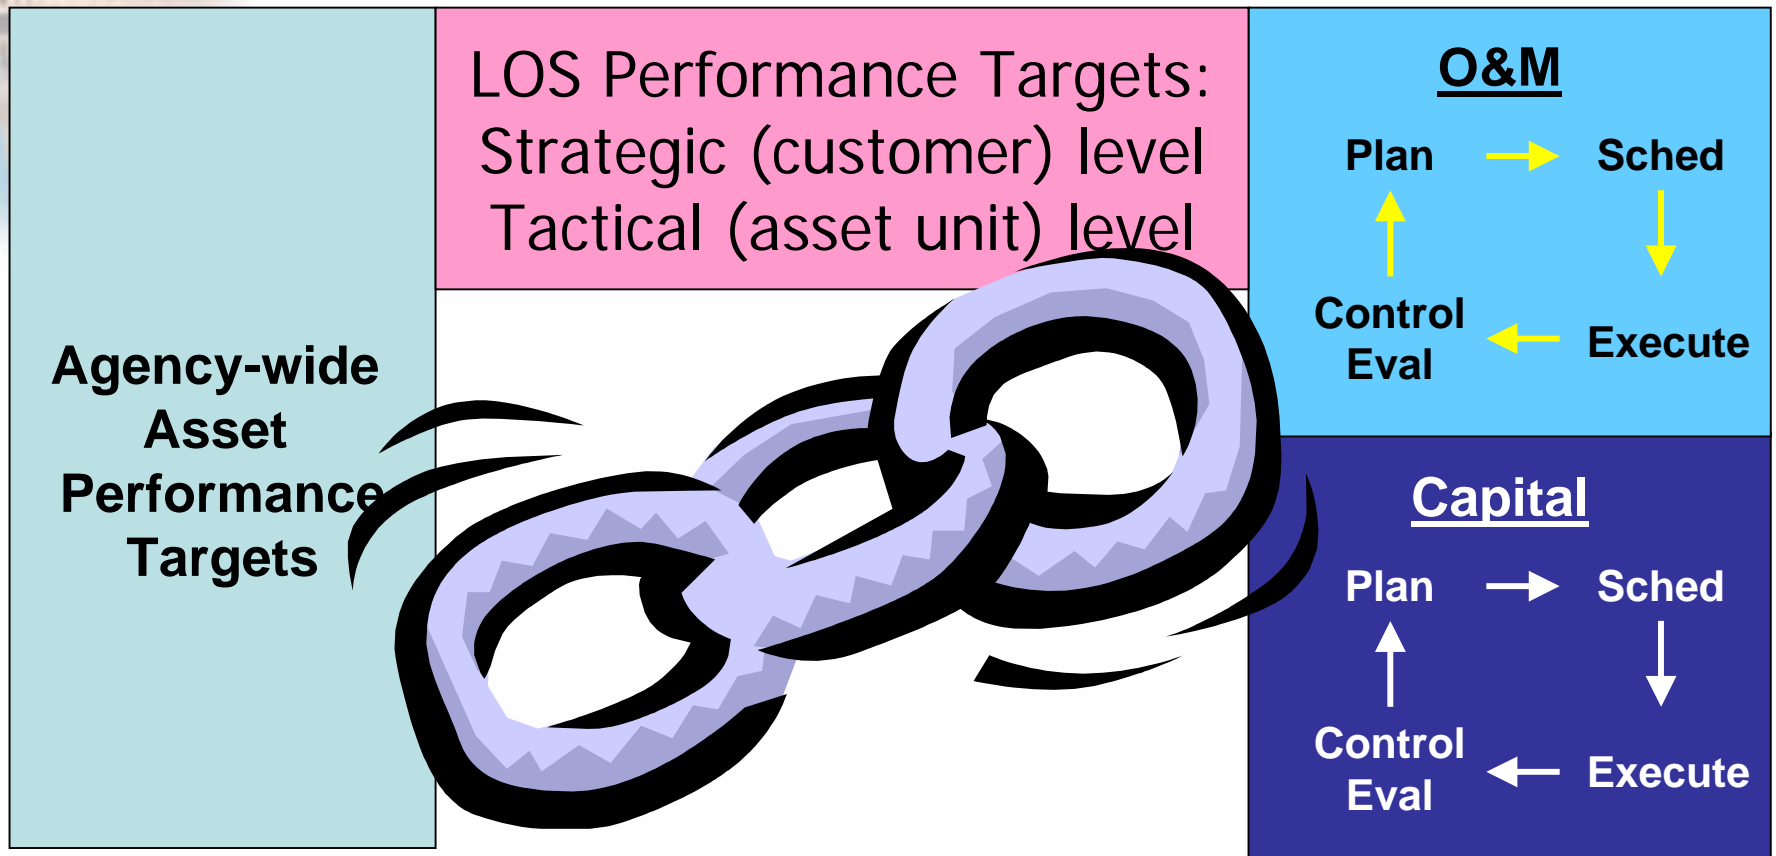 Agency-wide
Asset
Performance
Targets
LOS Performance Targets:
Strategic (customer) level
Tactical (asset unit) level
O&M
Plan
Sched
Control
Eval
Execute
Capital
Plan
Sched
Control
Eval
Execute